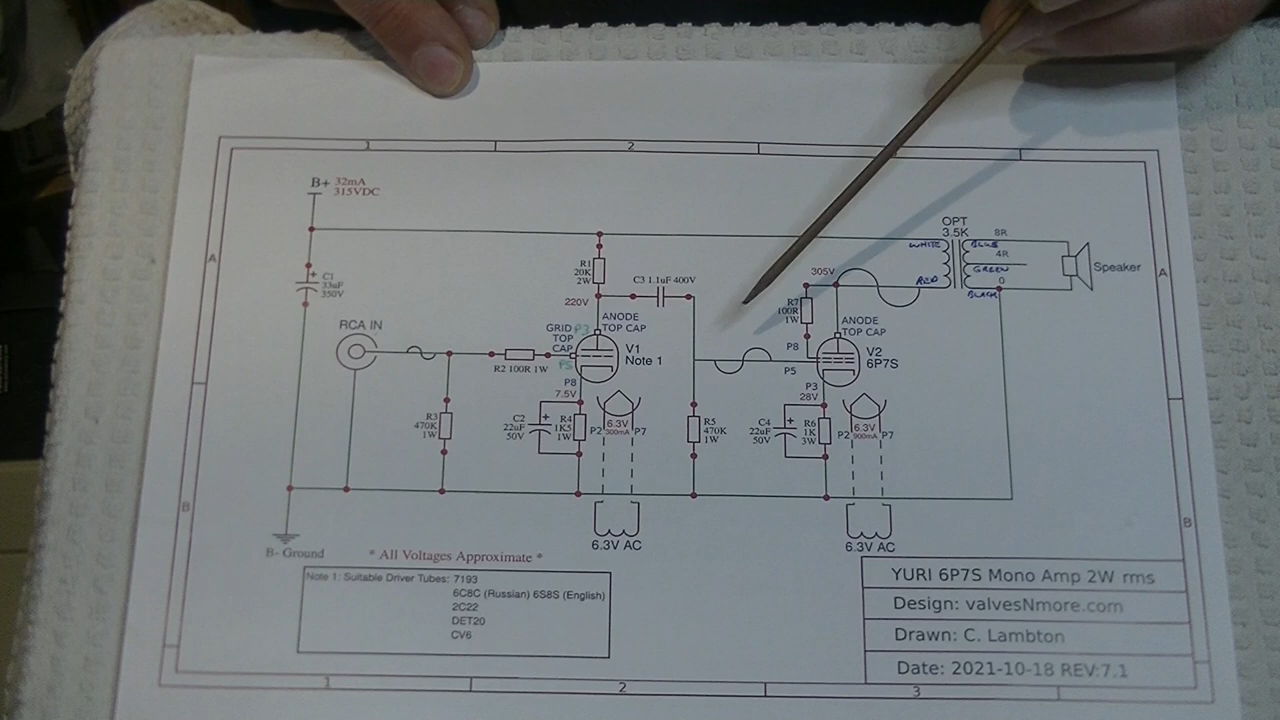 1
2
A
B
B+ 32mA
315VDC
OPT
3.5K
8R
WHITE
BLUE
4R
GREEN
0
RED
BLACK
Speaker
A
+ C1
33uF
350V
R1
20K
2W
C3 1.1uF 400V
220V
305V
R7
100R
1W
RCA IN
GRID P3
TOP
CAP
P5
ANODE
TOP CAP
V1
Note 1
R2 100R 1W
ANODE
TOP CAP
V2
6P7S
P8
P5
P8
7.5V
P3
28V
R3
470K
1W
C2
22uF
50V
+
R4
1K5
1W
P2
6.3V
300mA
P7
R5
470K
1W
C4
22uF
50V
+
R6
1K
3W
P2
6.3V
900mA
P7
6.3V AC
6.3V AC
B- Ground
* All Voltages Approximate *
Note 1: Suitable Driver Tubes: 7193
6C8C (Russian) 6S8S (English)
2C22
DET20
CV6
YURI 6P7S Mono Amp 2W rms
Design: valvesNmore.com
Drawn: C. Lambton
Date: 2021-10-18 REV:7.1
B
1
2
3